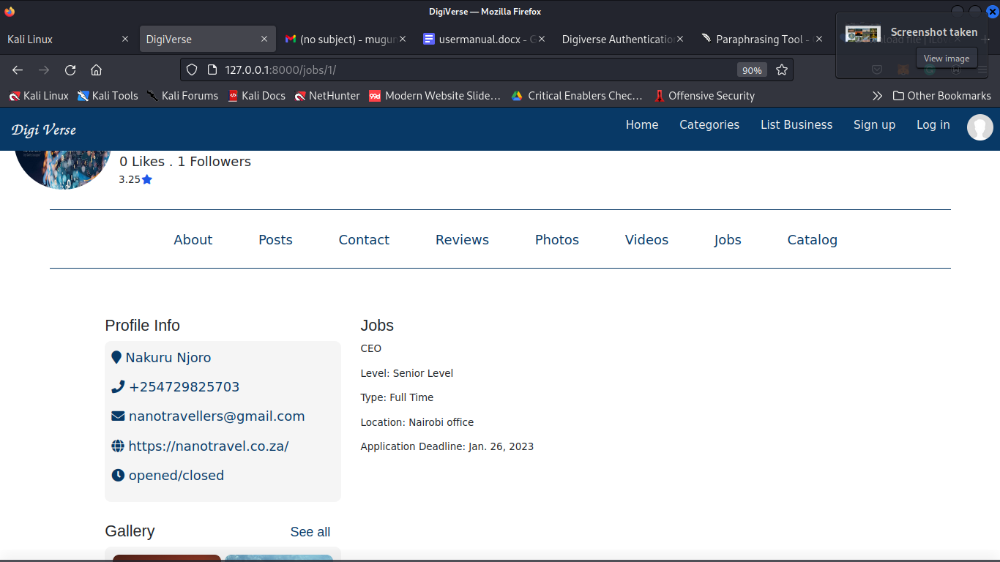 DigiVerse — Mozilla Firefox
Kali Linux
DigiVerse
(no subject) - mugun
usermanual.docx - G
Digiverse Authentication
Paraphrasing Tool -
Screenshot taken
View image
127.0.0.1:8000/jobs/1/
90%
Kali Linux
Kali Tools
Kali Forums
Kali Docs
NetHunter
Modern Website Slide…
Critical Enablers Chec…
Offensive Security
Other Bookmarks
Digi Verse
Home
Categories
List Business
Sign up
Log in
0 Likes . 1 Followers
3.25
About
Posts
Contact
Reviews
Photos
Videos
Jobs
Catalog
Profile Info
Nakuru Njoro
+254729825703
nanotravellers@gmail.com
https://nanotravel.co.za/
opened/closed
Jobs
CEO
Level: Senior Level
Type: Full Time
Location: Nairobi office
Application Deadline: Jan. 26, 2023
Gallery
See all